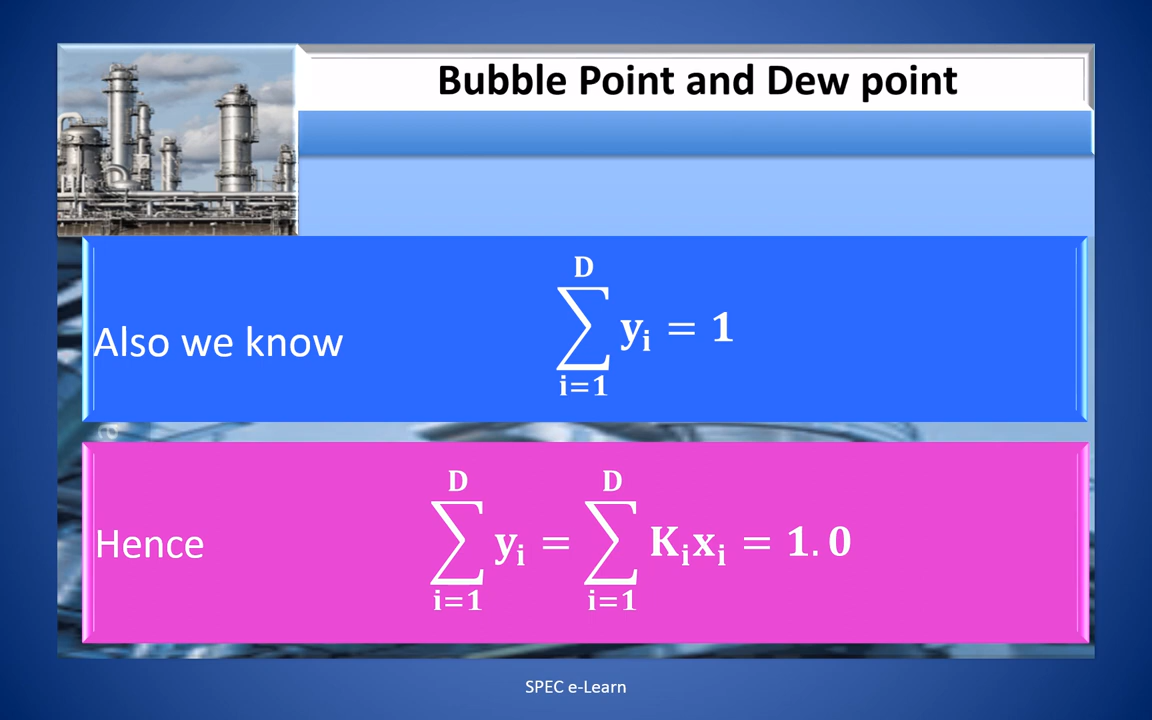 Bubble Point and Dew point
Also we know
D
∑ yᵢ = 1
i=1
Hence
D D
∑ yᵢ = ∑ Kᵢxᵢ = 1.0
i=1 i=1
SPEC e-Learn